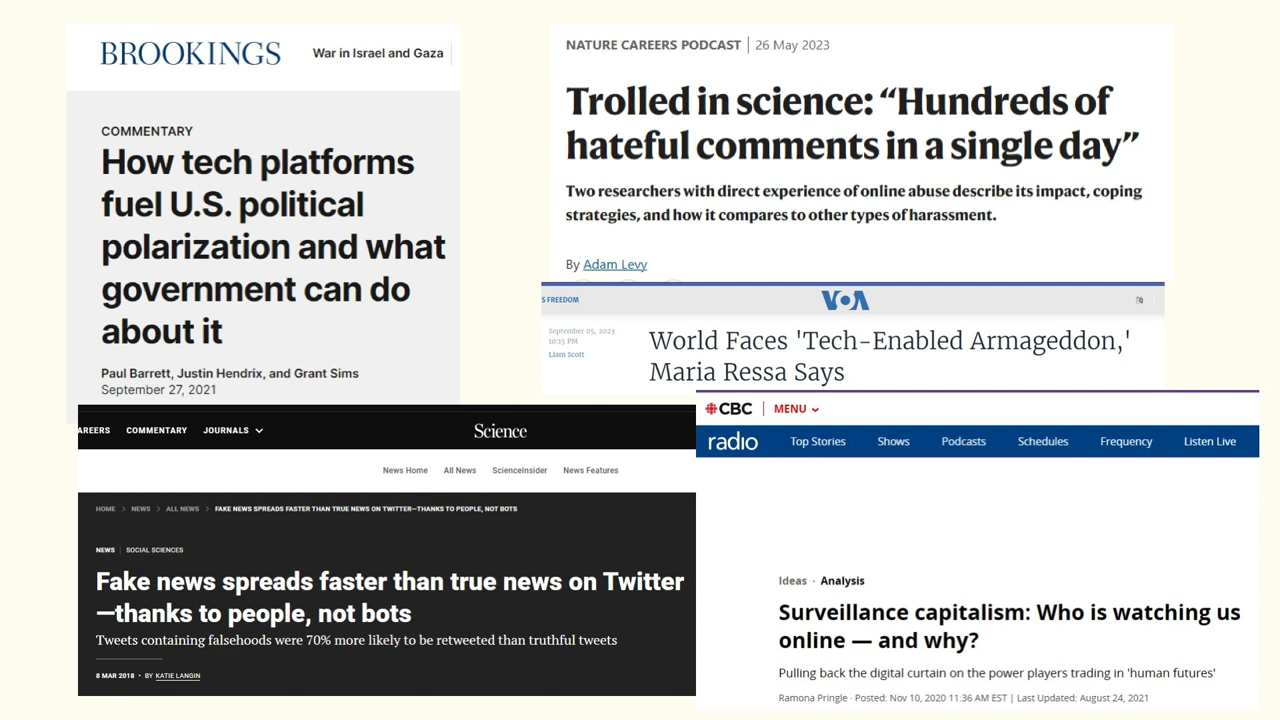 BROOKINGS
War in Israel and Gaza
COMMENTARY
How tech platforms
fuel U.S. political
polarization and what
government can do
about it
Paul Barrett, Justin Hendrix, and Grant Sims
September 27, 2021
NATURE CAREERS PODCAST | 26 May 2023
Trolled in science: “Hundreds of
hateful comments in a single day”
Two researchers with direct experience of online abuse describe its impact, coping
strategies, and how it compares to other types of harassment.
By Adam Levy
S FREEDOM
VOA
September 05, 2023
10:15 PM
Liam Scott
World Faces 'Tech-Enabled Armageddon,'
Maria Ressa Says
AREERS COMMENTARY JOURNALS
Science
News Home All News ScienceInsider News Features
HOME > NEWS > ALL NEWS > FAKE NEWS SPREADS FASTER THAN TRUE NEWS ON TWITTER—THANKS TO PEOPLE, NOT BOTS
NEWS | SOCIAL SCIENCES
Fake news spreads faster than true news on Twitter
—thanks to people, not bots
Tweets containing falsehoods were 70% more likely to be retweeted than truthful tweets
8 MAR 2018 • BY KATIE LANGIN
CBC | MENU
radio Top Stories Shows Podcasts Schedules Frequency Listen Live
Ideas · Analysis
Surveillance capitalism: Who is watching us
online — and why?
Pulling back the digital curtain on the power players trading in 'human futures'
Ramona Pringle · Posted: Nov 10, 2020 11:36 AM EST | Last Updated: August 24, 2021